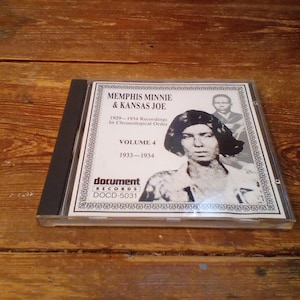 MEMPHIS MINNIE
& KANSAS JOE
1929—1934 Recordings
In Chronological Order
VOLUME 4
1933—1934
document
RECORDS
DOCD-5031